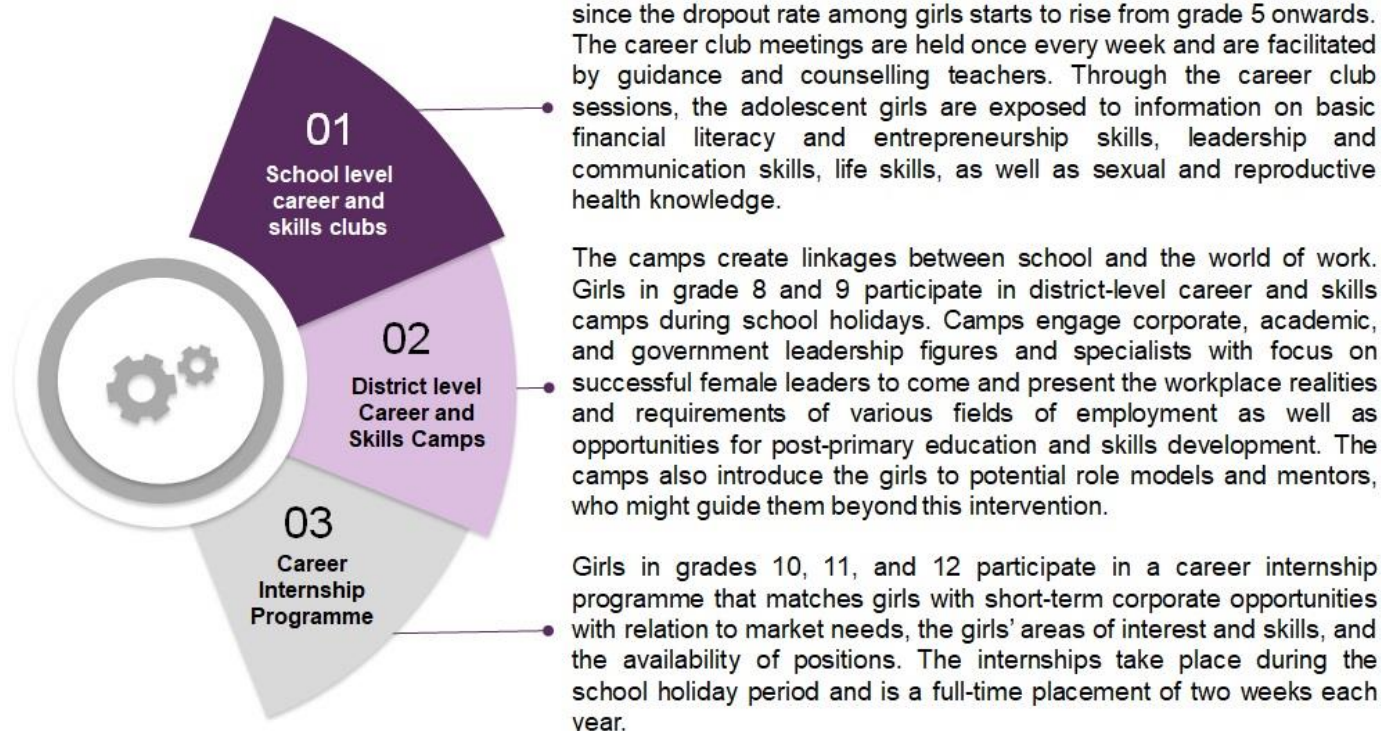 01
School level
career and
skills clubs
since the dropout rate among girls starts to rise from grade 5 onwards.
The career club meetings are held once every week and are facilitated
by guidance and counselling teachers. Through the career club
sessions, the adolescent girls are exposed to information on basic
financial literacy and entrepreneurship skills, leadership and
communication skills, life skills, as well as sexual and reproductive
health knowledge.
02
District level
Career and
Skills Camps
The camps create linkages between school and the world of work.
Girls in grade 8 and 9 participate in district-level career and skills
camps during school holidays. Camps engage corporate, academic,
and government leadership figures and specialists with focus on
successful female leaders to come and present the workplace realities
and requirements of various fields of employment as well as
opportunities for post-primary education and skills development. The
camps also introduce the girls to potential role models and mentors,
who might guide them beyond this intervention.
03
Career
Internship
Programme
Girls in grades 10, 11, and 12 participate in a career internship
programme that matches girls with short-term corporate opportunities
with relation to market needs, the girls' areas of interest and skills, and
the availability of positions. The internships take place during the
school holiday period and is a full-time placement of two weeks each
year.